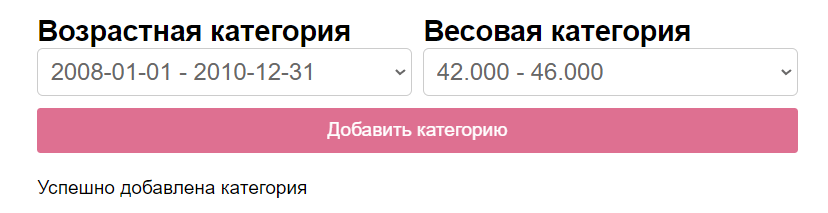 Возрастная категория Весовая категория
2008-01-01 - 2010-12-31 42.000 - 46.000
Добавить категорию
Успешно добавлена категория